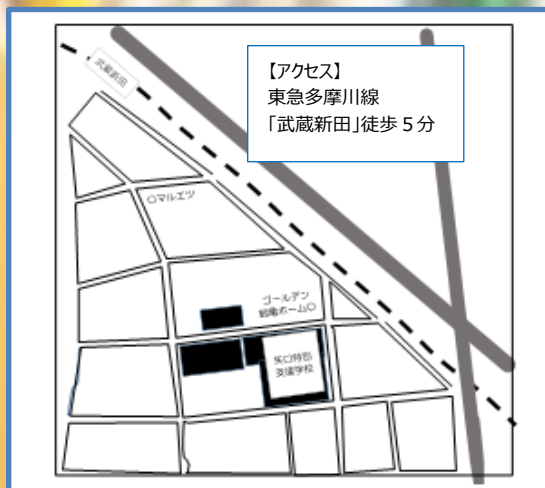 武蔵新田
【アクセス】
東急多摩川線
「武蔵新田」徒歩５分
○マルエツ
ゴールデン
鶴亀ホーム○
矢口特別
支援学校